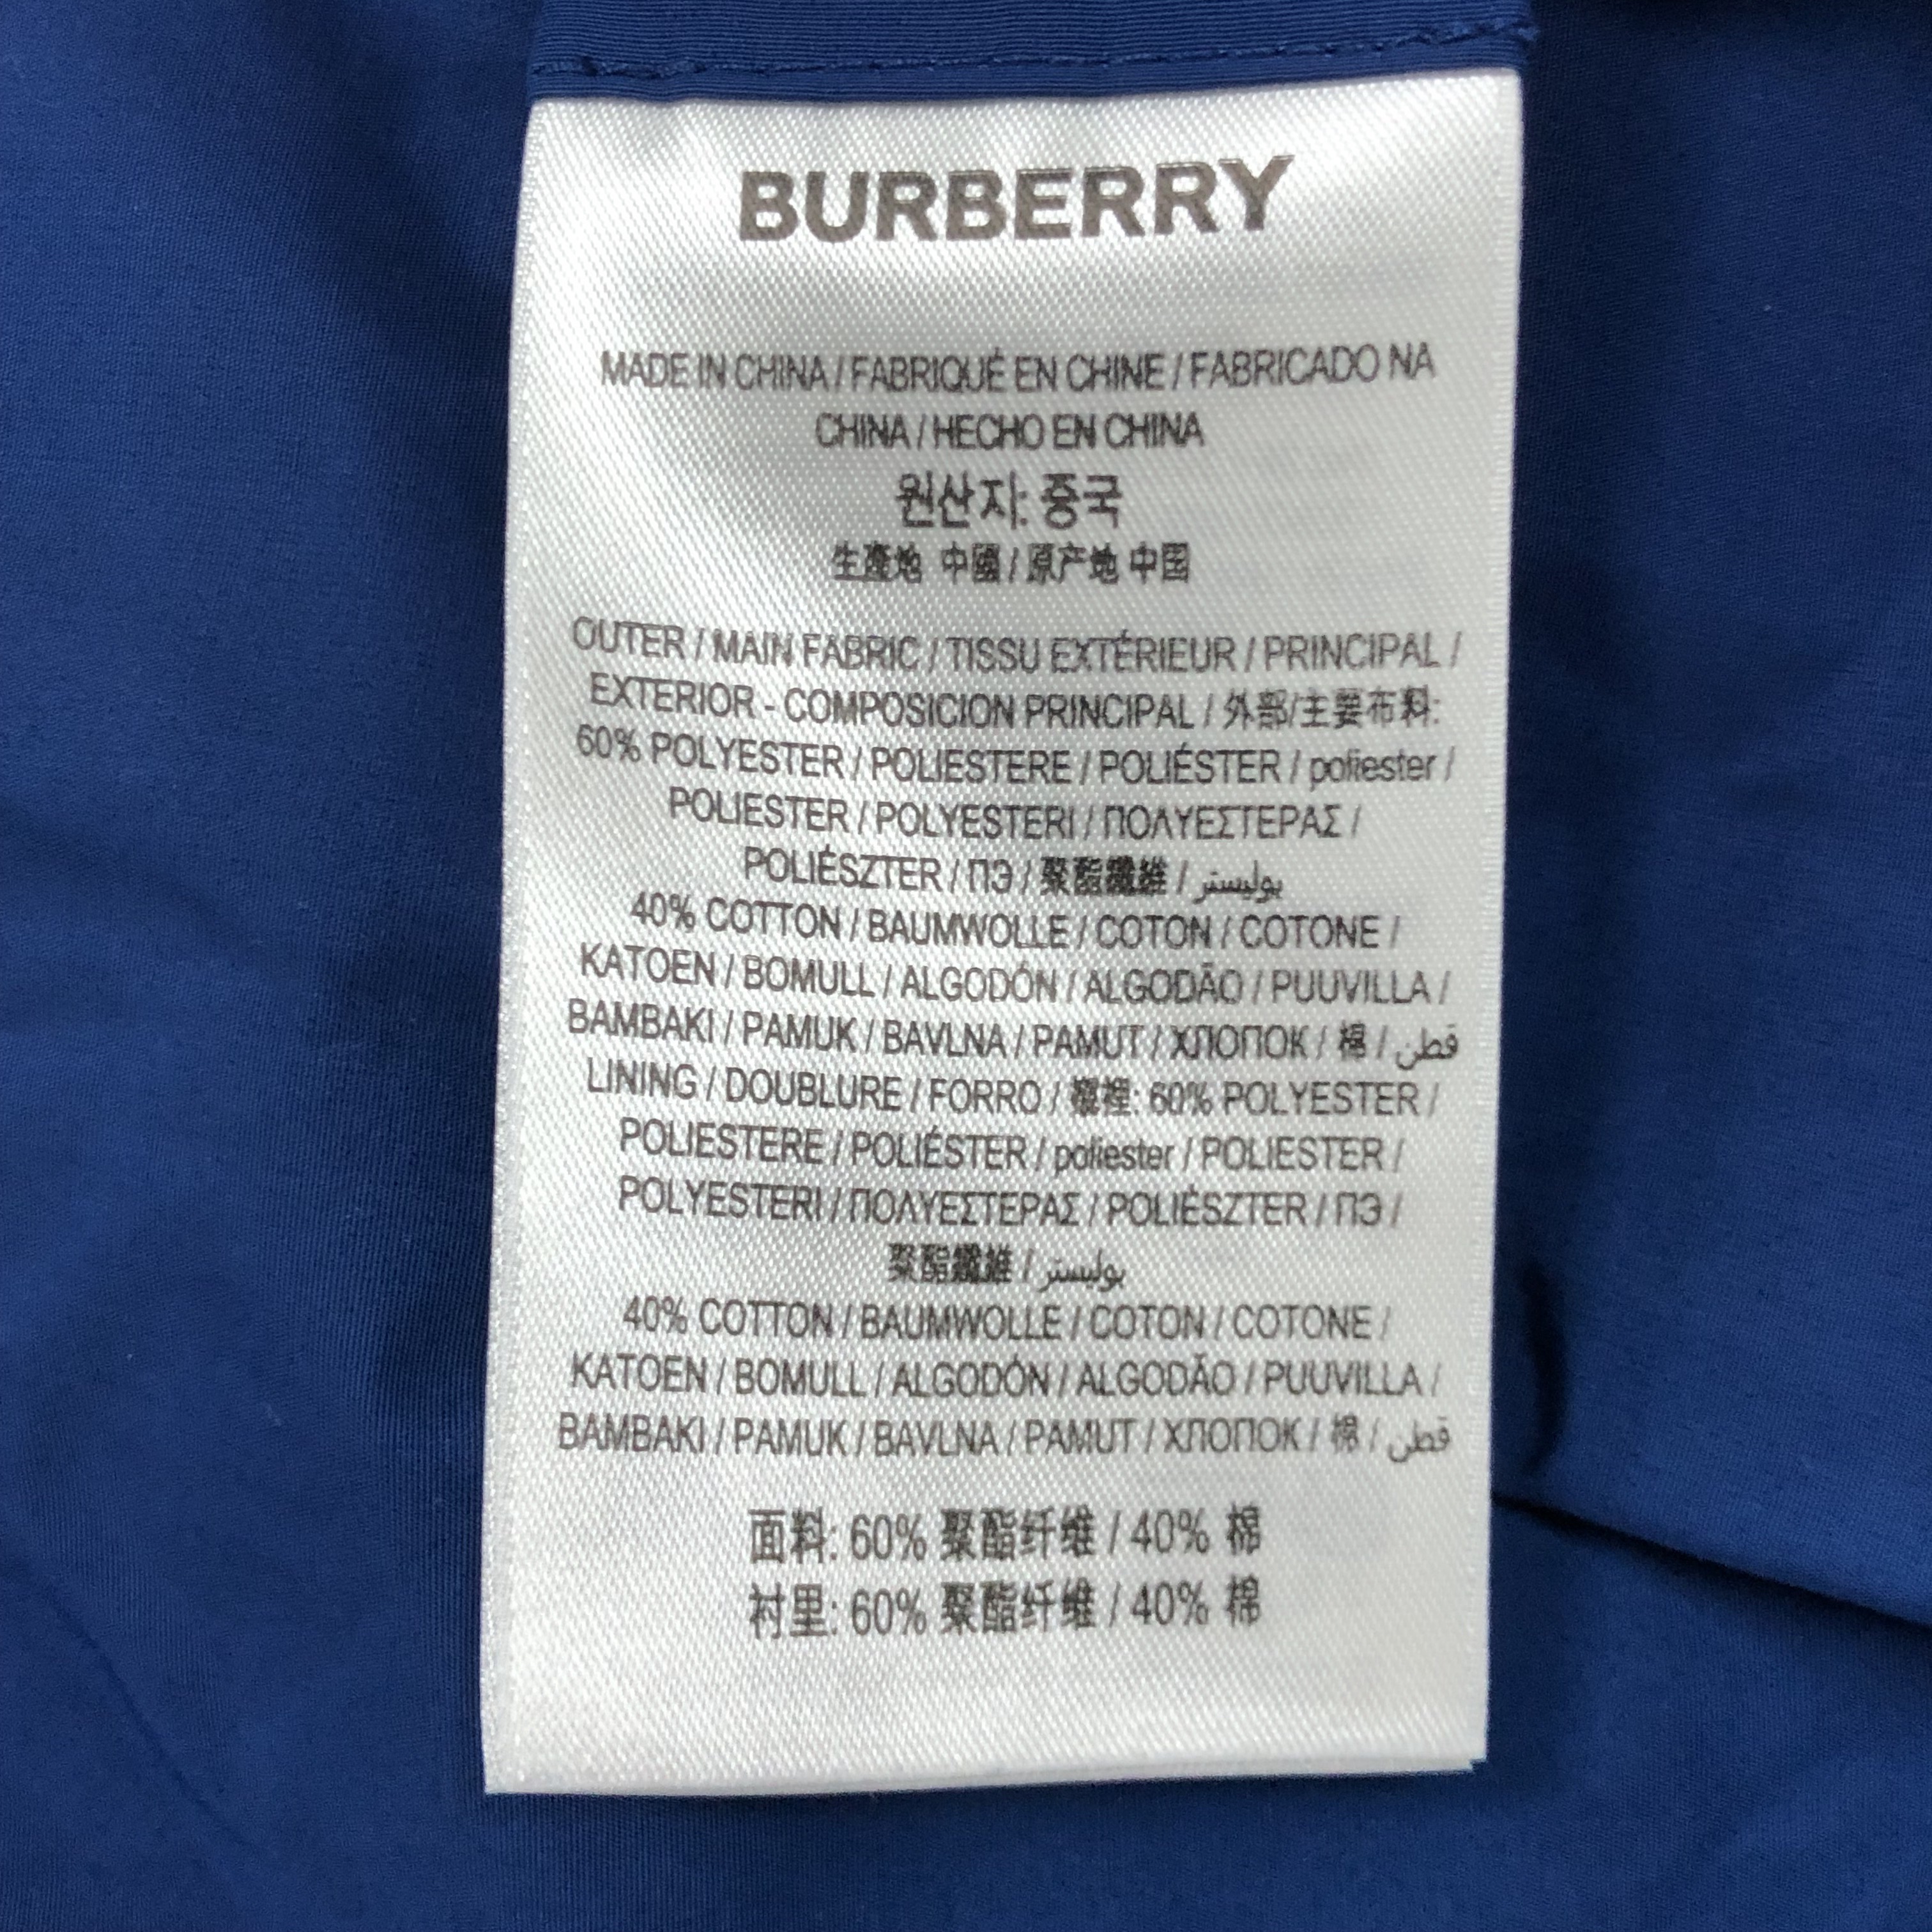 BURBERRY
MADE IN CHINA / FABRIQUÉ EN CHINE / FABRICADO NA
CHINA / HECHO EN CHINA
원산지: 중국
生產地 中國 / 原产地 中国
OUTER / MAIN FABRIC / TISSU EXTÉRIEUR / PRINCIPAL /
EXTERIOR - COMPOSICION PRINCIPAL / 外部/主要布料:
60% POLYESTER / POLIESTERE / POLIÉSTER / poliester /
POLIESTER / POLYESTERI / ΠΟΛΥΕΣΤΕΡΑΣ /
POLIÉSZTER / ПЭ / 聚酯纖維 / بوليستر
40% COTTON / BAUMWOLLE / COTON / COTONE /
KATOEN / BOMULL / ALGODÓN / ALGODÃO / PUUVILLA /
BAMBAKI / PAMUK / BAVLNA / PAMUT / ХЛОПОК / 棉 / قطن
LINING / DOUBLURE / FORRO / 襯裡: 60% POLYESTER /
POLIESTERE / POLIÉSTER / poliester / POLIESTER /
POLYESTERI / ΠΟΛΥΕΣΤΕΡΑΣ / POLIÉSZTER / ПЭ /
聚酯纖維 / بوليستر
40% COTTON / BAUMWOLLE / COTON / COTONE /
KATOEN / BOMULL / ALGODÓN / ALGODÃO / PUUVILLA /
BAMBAKI / PAMUK / BAVLNA / PAMUT / ХЛОПОК / 棉 / قطن
面料: 60% 聚酯纤维 / 40% 棉
衬里: 60% 聚酯纤维 / 40% 棉